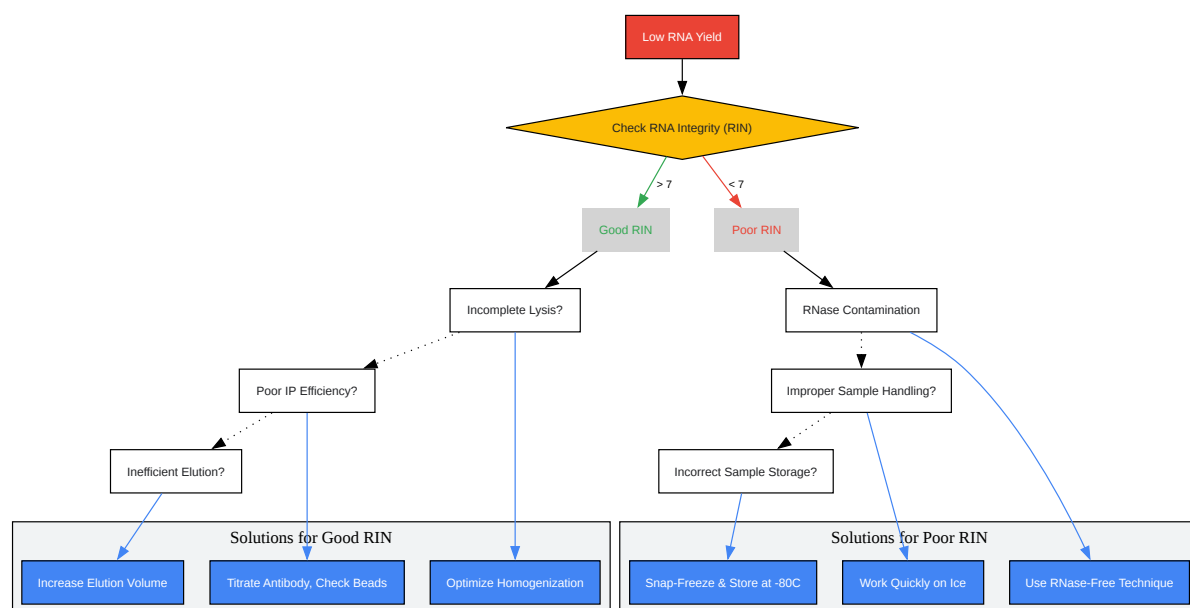 Low RNA Yield
Check RNA Integrity (RIN)
> 7
< 7
Good RIN
Poor RIN
Incomplete Lysis?
RNase Contamination
Poor IP Efficiency?
Improper Sample Handling?
Inefficient Elution?
Incorrect Sample Storage?
Solutions for Good RIN
Solutions for Poor RIN
Increase Elution Volume
Titrate Antibody, Check Beads
Optimize Homogenization
Snap-Freeze & Store at -80C
Work Quickly on Ice
Use RNase-Free Technique